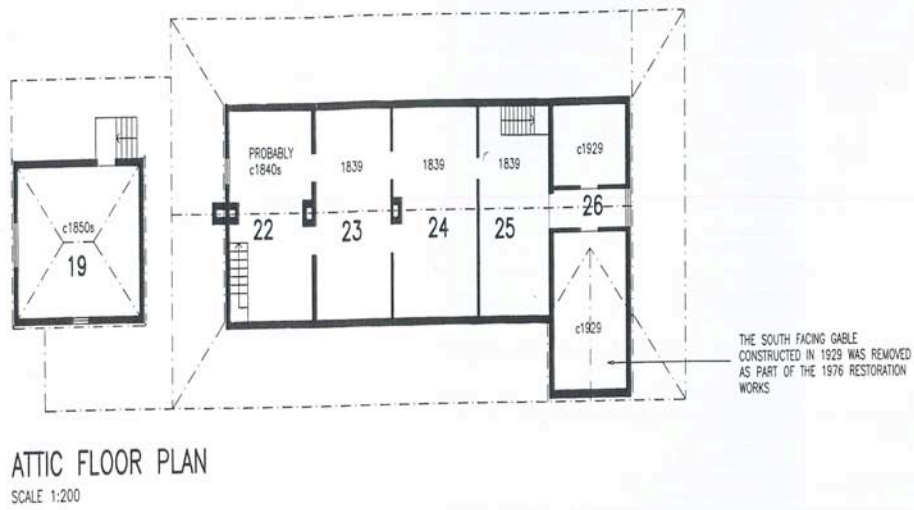 PROBABLY
c1840s
1839
1839
1839
c1929
c1850s
19
22
23
24
25
26
c1929
THE SOUTH FACING GABLE
CONSTRUCTED IN 1929 WAS REMOVED
AS PART OF THE 1976 RESTORATION
WORKS
ATTIC FLOOR PLAN
SCALE 1:200